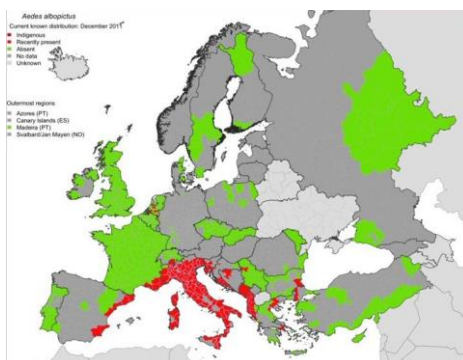 Aedes albopictus
Current known distribution: December 2011
Indigenous
Recently present
Absent
No data
Unknown
Outermost regions
Azores (PT)
Canary Islands (ES)
Madeira (PT)
Svalbard/Jan Mayen (NO)